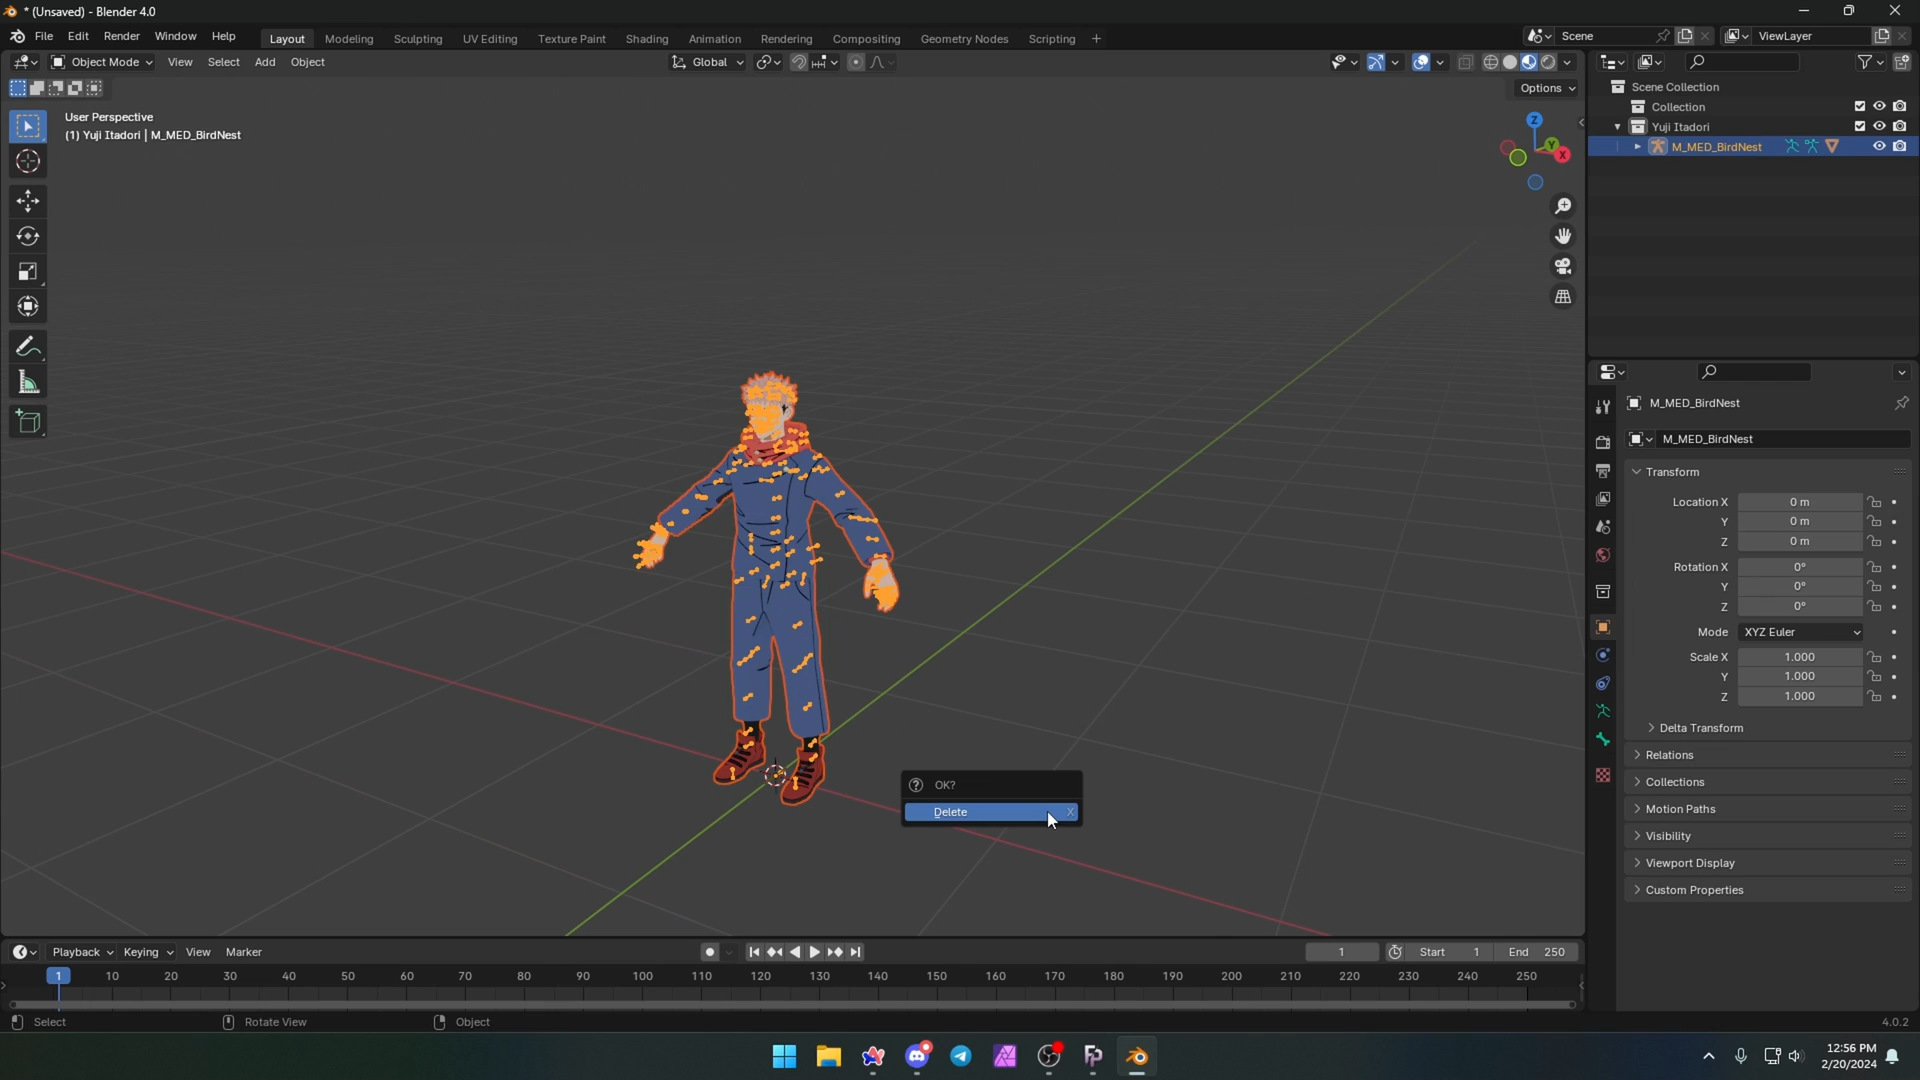 * (Unsaved) - Blender 4.0
File Edit Render Window Help Layout Modeling Sculpting UV Editing Texture Paint Shading Animation Rendering Compositing Geometry Nodes Scripting + Scene ViewLayer
Object Mode View Select Add Object Global
Options
User Perspective
(1) Yuji Itadori | M_MED_BirdNest
Z
Y
X
Scene Collection
Collection
Yuji Itadori
M_MED_BirdNest
M_MED_BirdNest
M_MED_BirdNest
Transform
Location X 0 m
Y 0 m
Z 0 m
Rotation X 0°
Y 0°
Z 0°
Mode XYZ Euler
Scale X 1.000
Y 1.000
Z 1.000
Delta Transform
Relations
Collections
Motion Paths
Visibility
Viewport Display
Custom Properties
OK?
Delete X
Playback Keying View Marker 1 Start 1 End 250
1 10 20 30 40 50 60 70 80 90 100 110 120 130 140 150 160 170 180 190 200 210 220 230 240 250
Select Rotate View Object 4.0.2
12:56 PM
2/20/2024